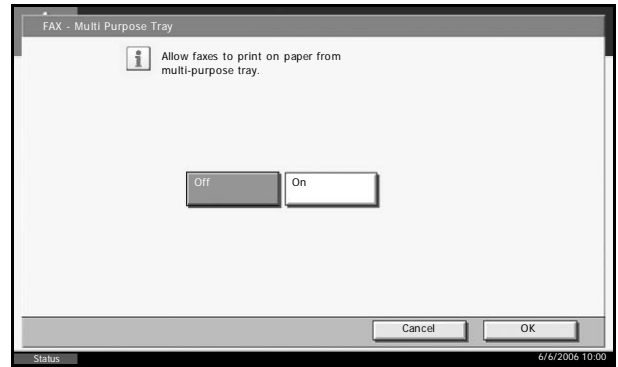 FAX - Multi Purpose Tray
Allow faxes to print on paper from
multi-purpose tray.
Off
On
Cancel
OK
Status
6/6/2006 10:00